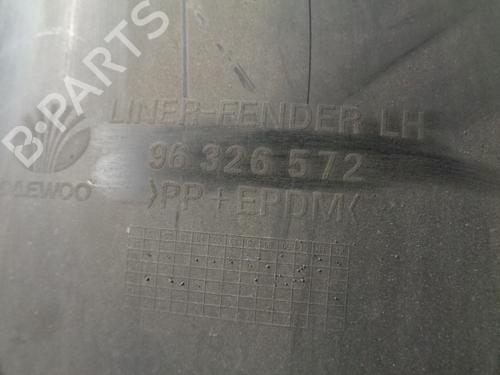 B-PARTS
LINER-FENDER LH
96 326 572
DAEWOO
>PP+EPDM<